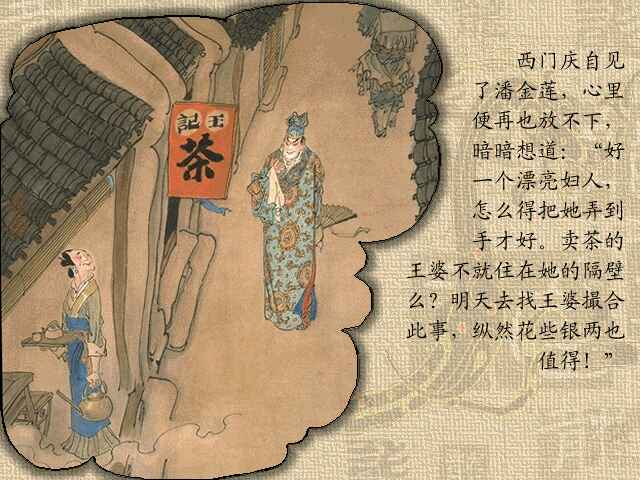 西门庆自见
了潘金莲，心里
便再也放不下，
暗暗想道：“好
一个漂亮妇人，
怎么得把她弄到
手才好。卖茶的
王婆不就住在她的隔壁
么？明天去找王婆撮合
此事，纵然花些银两也
值得！”
王記
茶